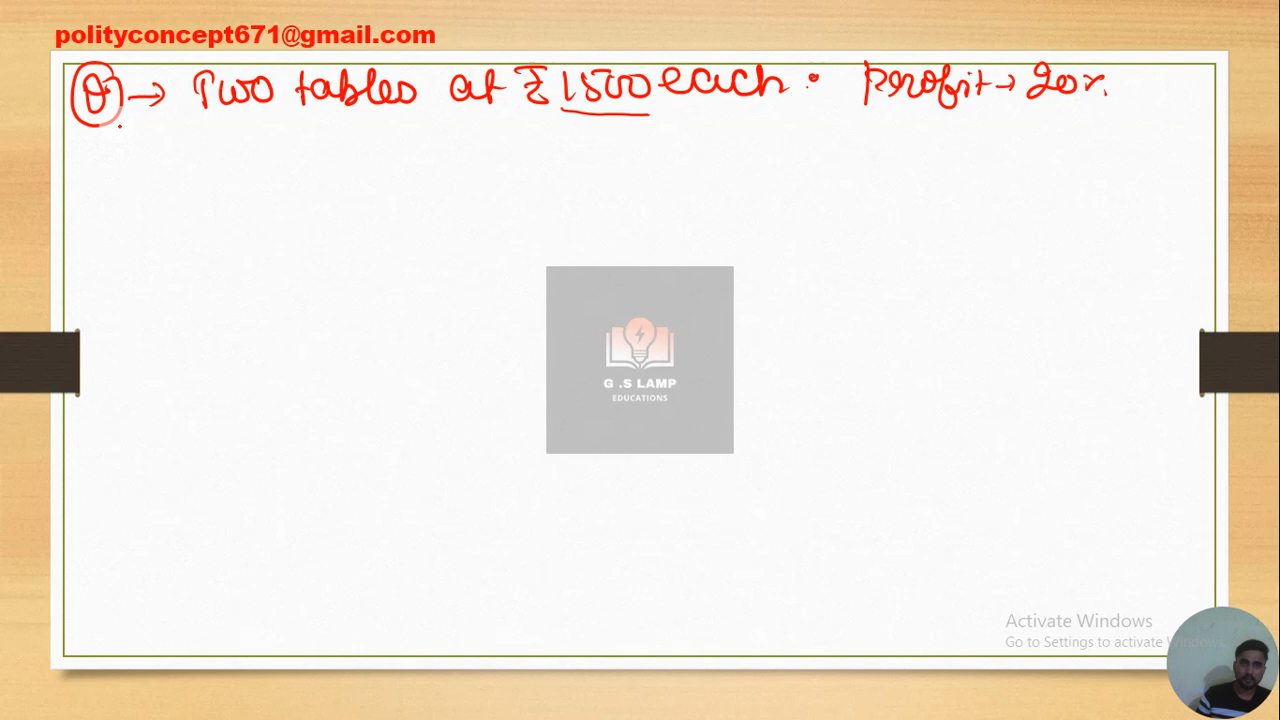 polityconcept671@gmail.com
Q → Two tables at ₹1500 each. Perofit → 20%.
G .S LAMP
EDUCATIONS
Activate Windows
Go to Settings to activate Windows.